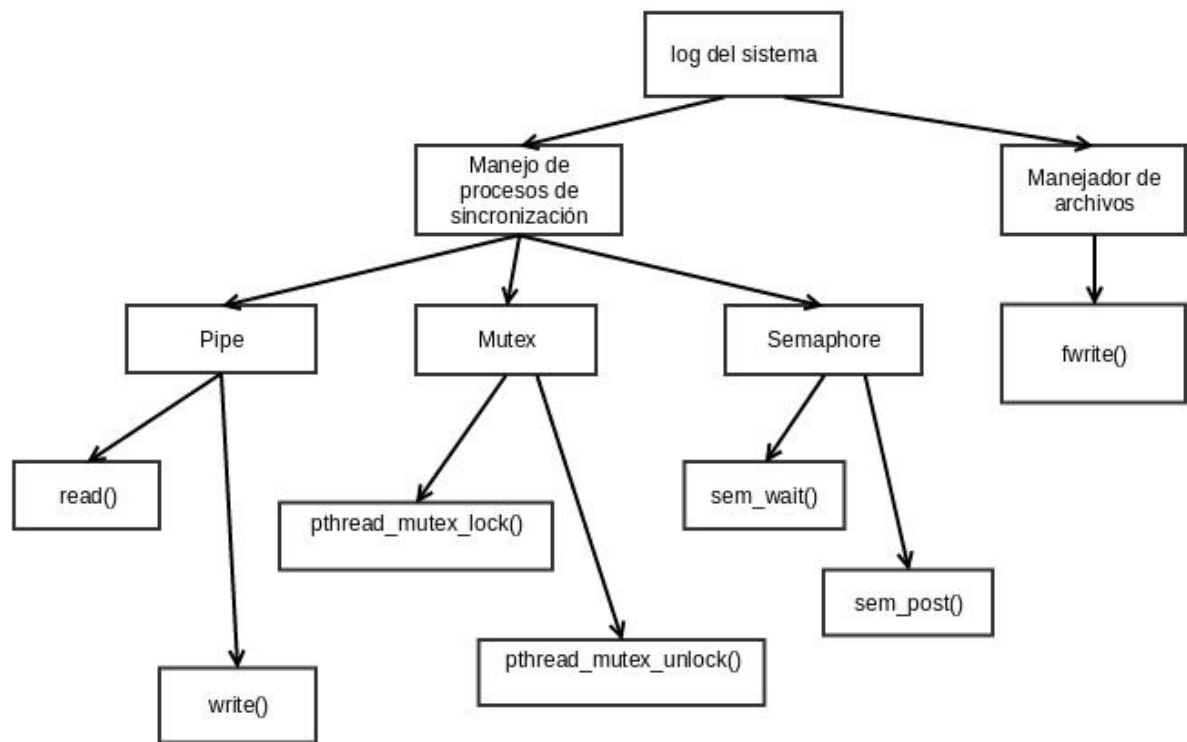 log del sistema
Manejo de
procesos de
sincronización
Manejador de
archivos
Pipe
Mutex
Semaphore
fwrite()
read()
pthread_mutex_lock()
sem_wait()
sem_post()
pthread_mutex_unlock()
write()